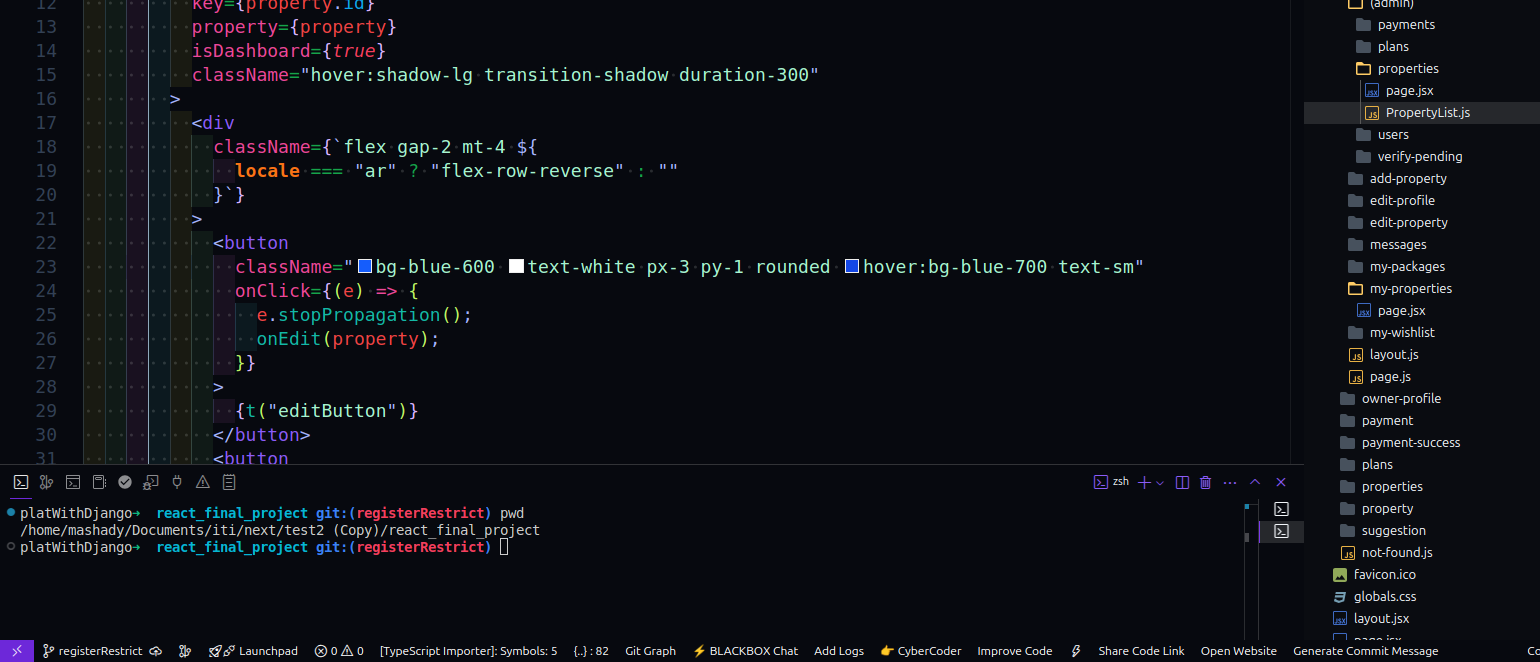 12 key={property.id}
13 property={property}
14 isDashboard={true}
15 className="hover:shadow-lg transition-shadow duration-300"
16 >
17 <div
18 className={`flex gap-2 mt-4 ${
19 locale === "ar" ? "flex-row-reverse" : ""
20 }`}
21 >
22 <button
23 className="bg-blue-600 text-white px-3 py-1 rounded hover:bg-blue-700 text-sm"
24 onClick={(e) => {
25 e.stopPropagation();
26 onEdit(property);
27 }}
28 >
29 {t("editButton")}
30 </button>
31 <button
zsh
platWithDjango→ react_final_project git:(registerRestrict) pwd
/home/mashady/Documents/iti/next/test2 (Copy)/react_final_project
platWithDjango→ react_final_project git:(registerRestrict)
(admin)
payments
plans
properties
JSX page.jsx
JS PropertyList.js
users
verify-pending
add-property
edit-profile
edit-property
messages
my-packages
my-properties
JSX page.jsx
my-wishlist
JS layout.js
JS page.js
owner-profile
payment
payment-success
plans
properties
property
suggestion
JS not-found.js
favicon.ico
globals.css
JSX layout.jsx
page.jsx
registerRestrict Launchpad 0 0 [TypeScript Importer]: Symbols: 5 {..} : 82 Git Graph BLACKBOX Chat Add Logs CyberCoder Improve Code Share Code Link Open Website Generate Commit Message Co